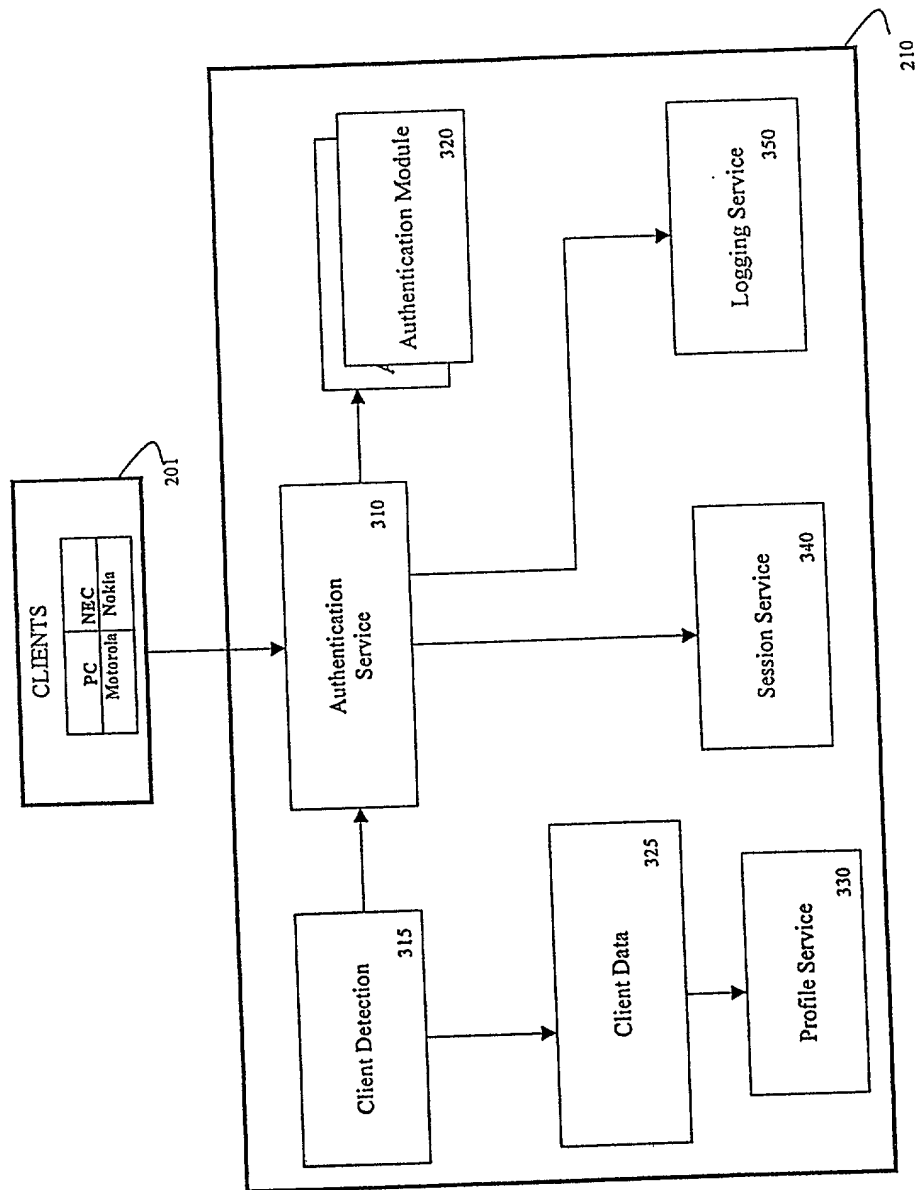 CLIENTS
PC NEC
Motorola Nokia
201
Authentication Service
310
A
Authentication Module
320
Client Detection
315
Client Data
325
Profile Service
330
Session Service
340
Logging Service
350
210